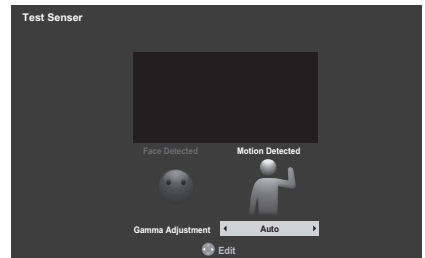 Test Senser
Face Detected Motion Detected
Gamma Adjustment Auto
Edit